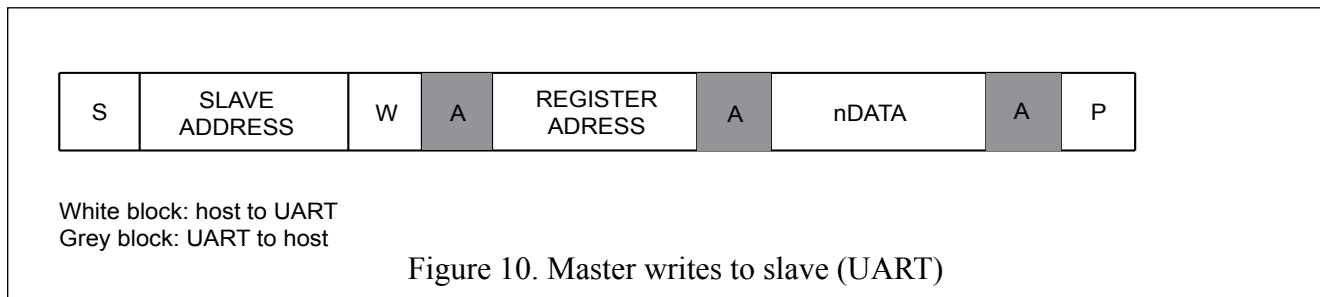 S
SLAVE
ADDRESS
W
A
REGISTER
ADRESS
A
nDATA
A
P
White block: host to UART
Grey block: UART to host
Figure 10. Master writes to slave (UART)